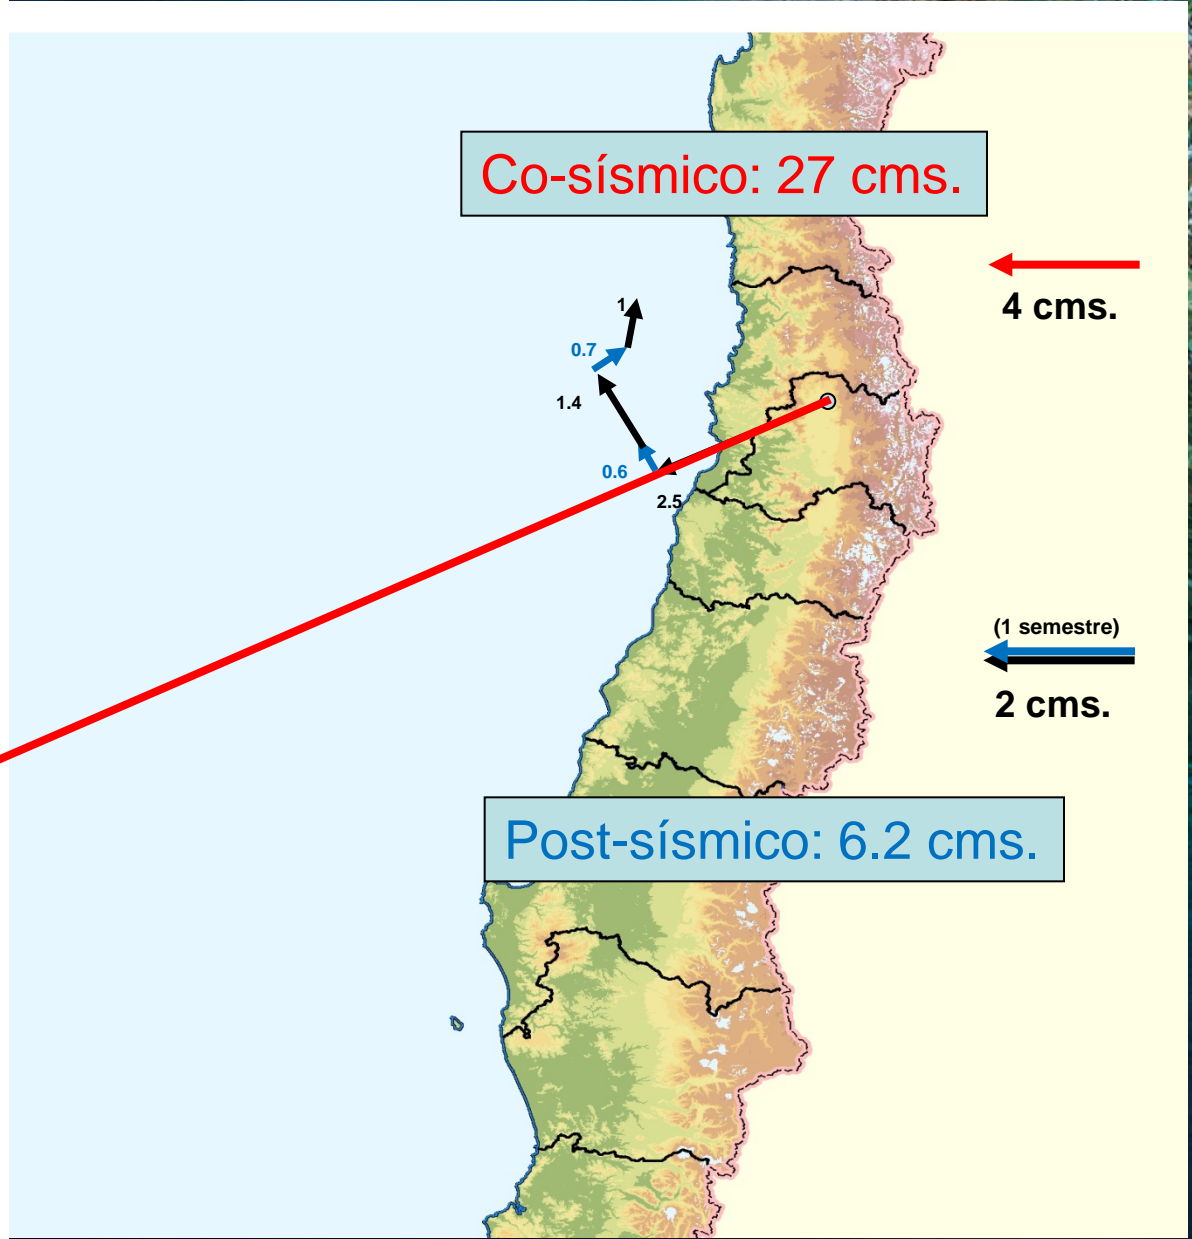 Co-sísmico: 27 cms.
4 cms.
1
0.7
1.4
0.6
2.5
(1 semestre)
2 cms.
Post-sísmico: 6.2 cms.